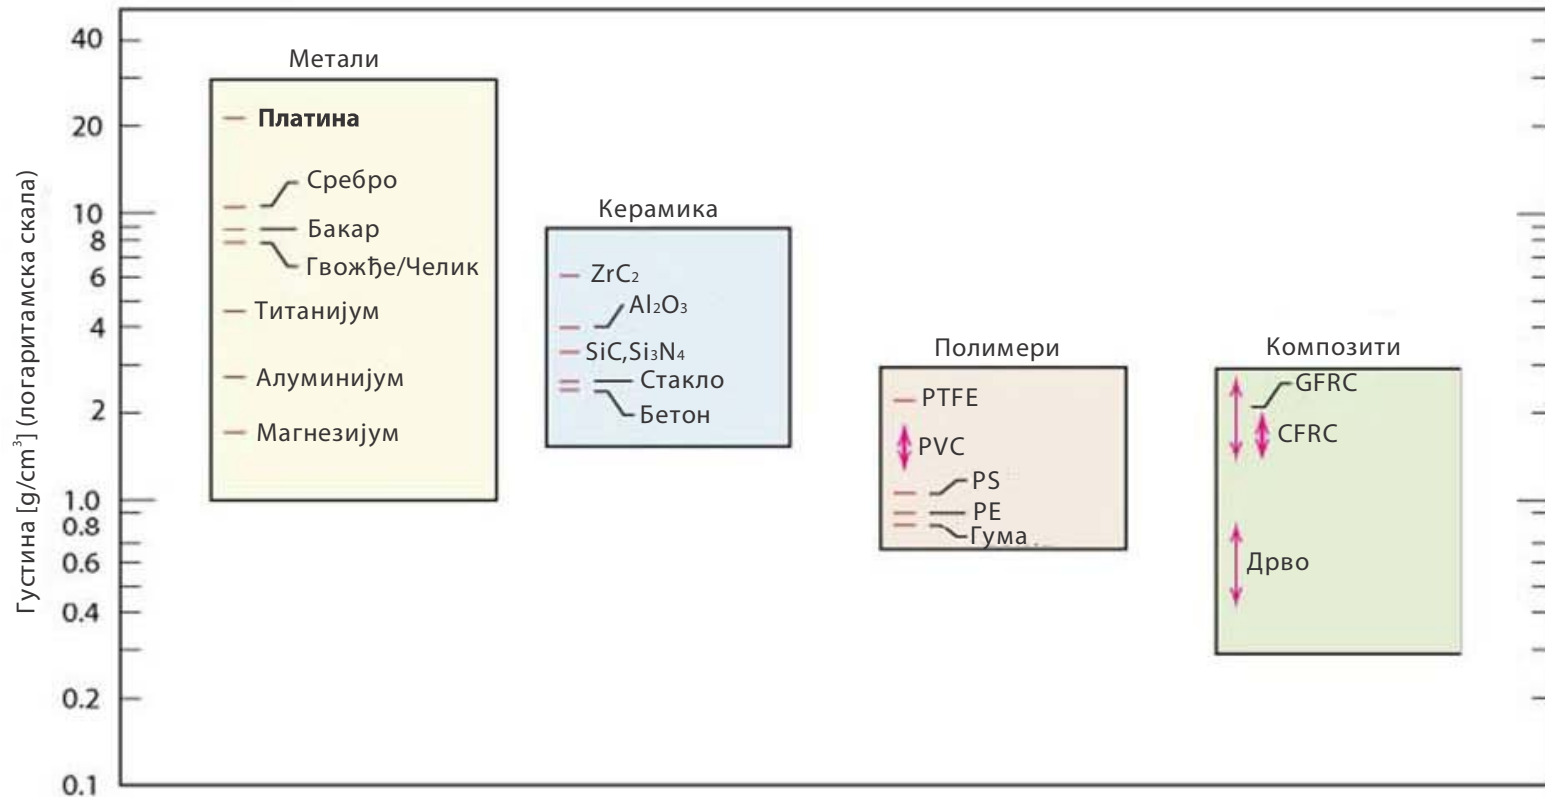 Густина [g/cm³] (логаритамска скала)
40
20
10
8
6
4
2
1.0
0.8
0.6
0.4
0.2
0.1
Метали
Платина
Сребро
Бакар
Гвожђе/Челик
Титанијум
Алуминијум
Магнезијум
Керамика
ZrC₂
Al₂O₃
SiC,Si₃N₄
Стакло
Бетон
Полимери
PTFE
PVC
PS
PE
Гума
Композити
GFRC
CFRC
Дрво